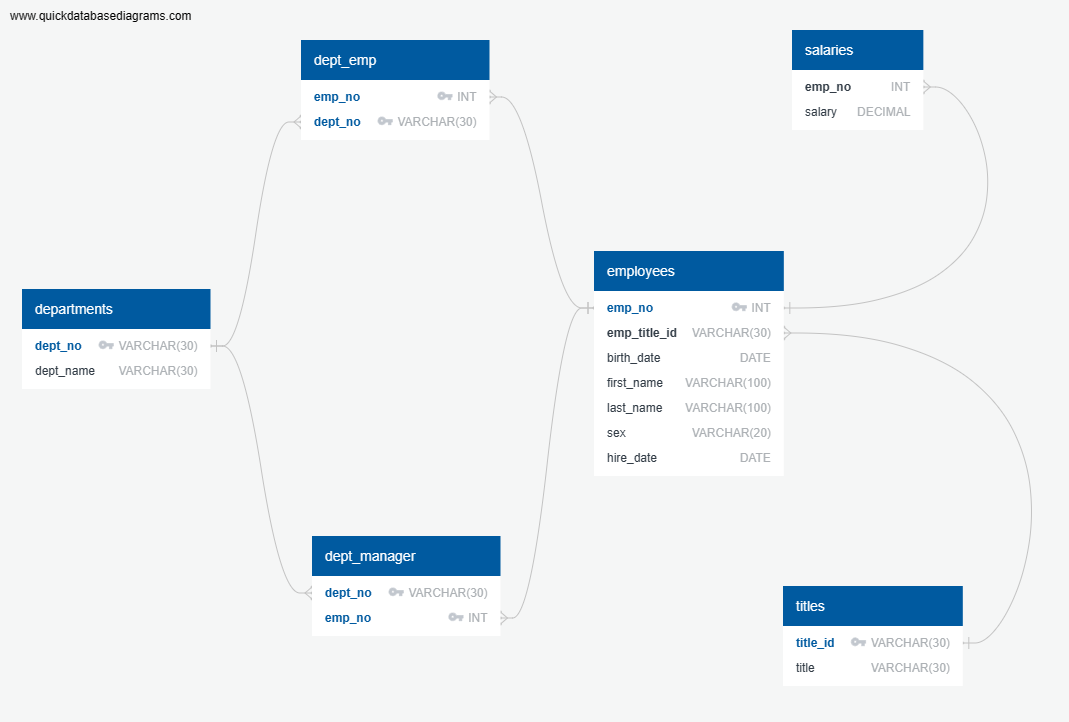 www.quickdatabasediagrams.com
dept_emp
emp_no INT
dept_no VARCHAR(30)
salaries
emp_no INT
salary DECIMAL
departments
dept_no VARCHAR(30)
dept_name VARCHAR(30)
employees
emp_no INT
emp_title_id VARCHAR(30)
birth_date DATE
first_name VARCHAR(100)
last_name VARCHAR(100)
sex VARCHAR(20)
hire_date DATE
dept_manager
dept_no VARCHAR(30)
emp_no INT
titles
title_id VARCHAR(30)
title VARCHAR(30)